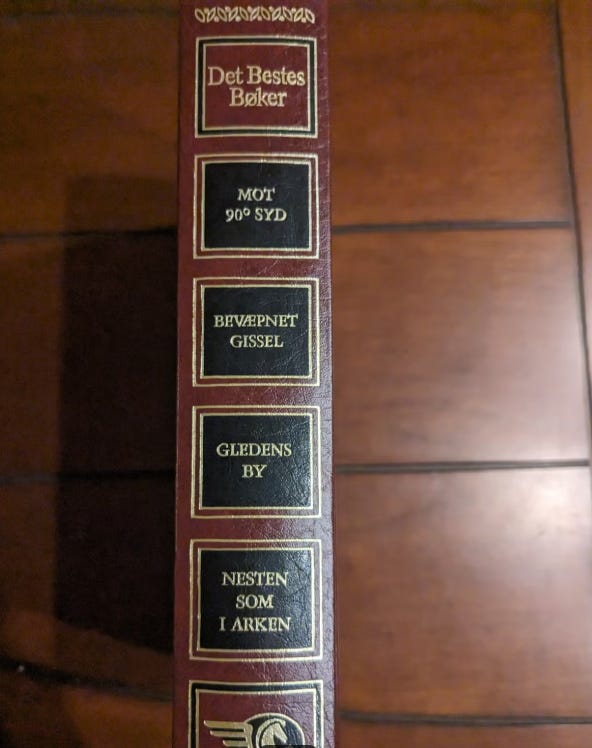 Det Bestes
Bøker
MOT
90° SYD
BEVÆPNET
GISSEL
GLEDENS
BY
NESTEN
SOM
I ARKEN